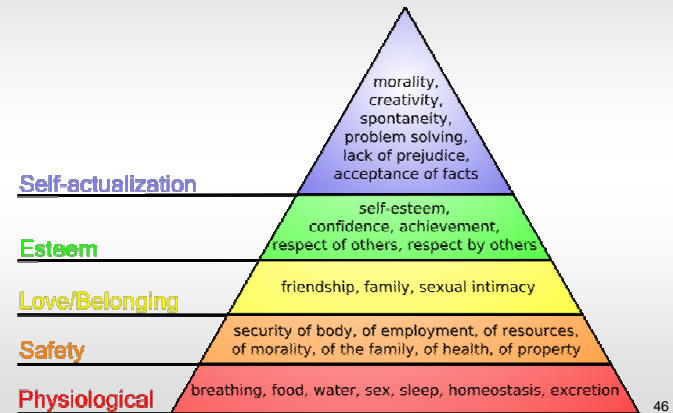 morality,
creativity,
spontaneity,
problem solving,
lack of prejudice,
acceptance of facts
Self-actualization
self-esteem,
confidence, achievement,
respect of others, respect by others
Esteem
friendship, family, sexual intimacy
Love/Belonging
security of body, of employment, of resources,
of morality, of the family, of health, of property
Safety
breathing, food, water, sex, sleep, homeostasis, excretion
Physiological
46